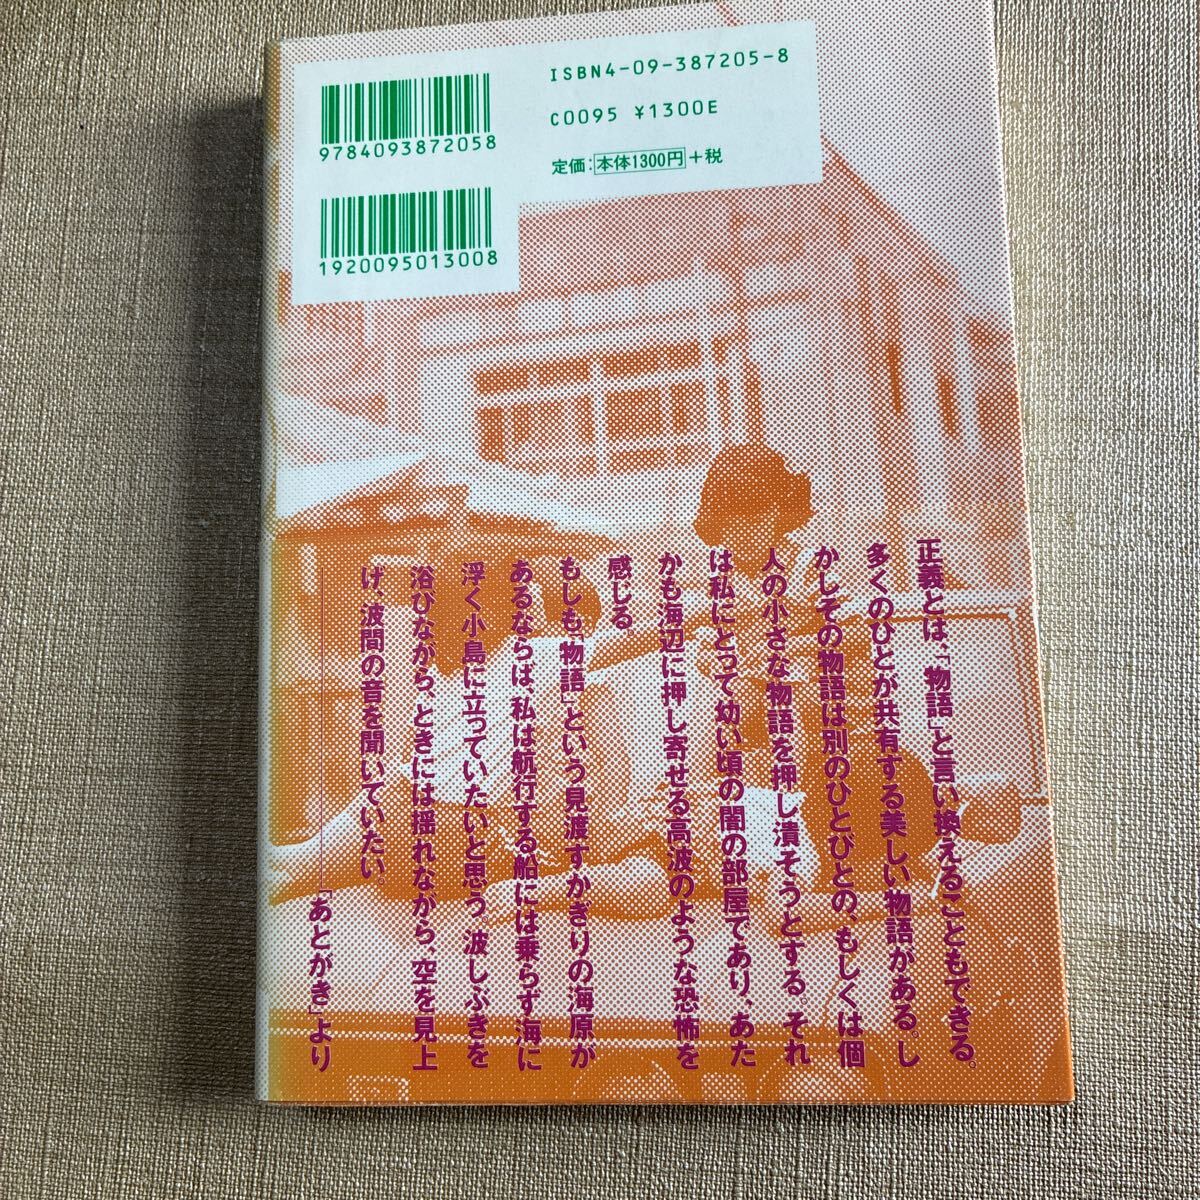 ISBN4-09-387205-8
C0095 ¥1300E
定価:本体1300円+税
9784093872058
1920095013008
正義とは、「物語」と言い換えることもできる。
多くのひとが共有する美しい物語がある。し
かしその物語は別のひとびとの、もしくは個
人の小さな物語を押し潰そうとする。それ
は私にとって幼い頃の闇の部屋であり、あた
かも海辺に押し寄せる高波のような恐怖を
感じる。
もしも「物語」という見渡すかぎりの海原が
あるならば、私は航行する船には乗らず海に
浮く小島に立っていたいと思う。波しぶきを
浴びながら、ときには揺れながら、空を見上
げ、波間の音を聞いていたい。
――「あとがき」より